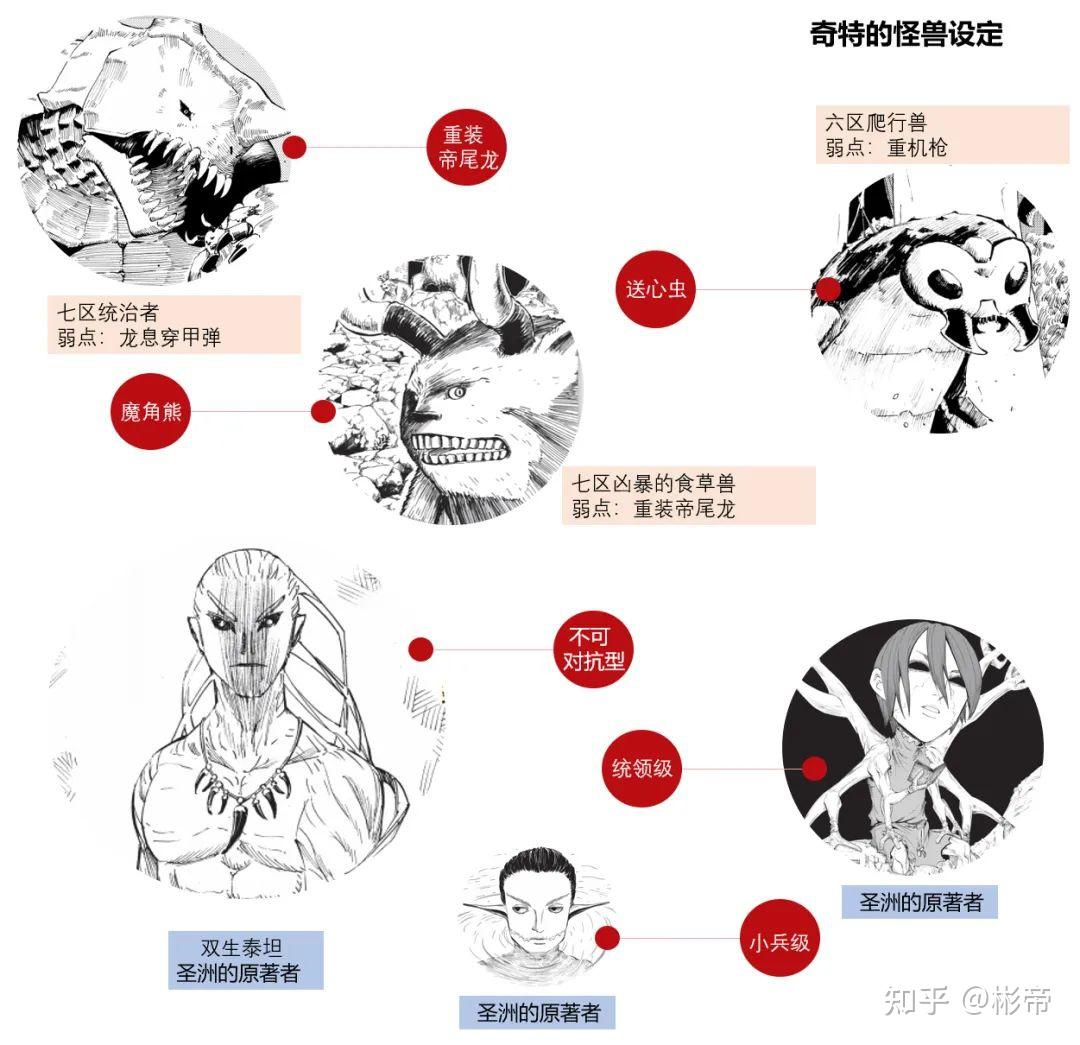 奇特的怪兽设定
重装
帝尾龙
六区爬行兽
弱点：重机枪
送心虫
七区统治者
弱点：龙息穿甲弹
魔角熊
七区凶暴的食草兽
弱点：重装帝尾龙
不可
对抗型
统领级
圣洲的原著者
小兵级
双生泰坦
圣洲的原著者
圣洲的原著者
知乎 @彬帝